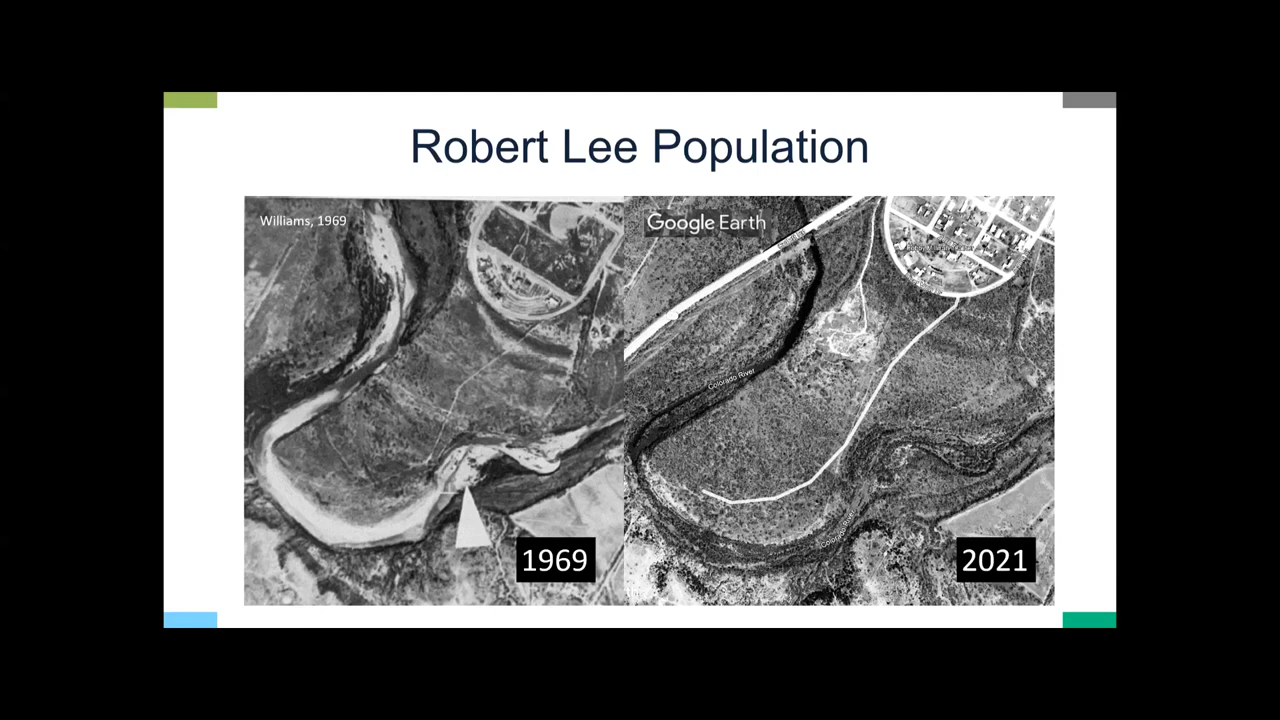 Robert Lee Population
Williams, 1969
Google Earth
Colorado River
1969
2021